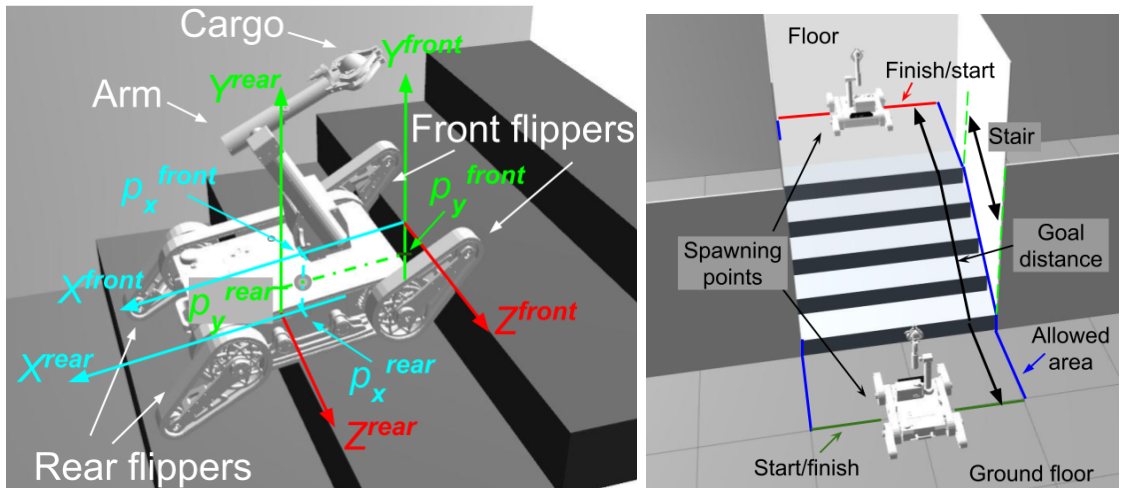 Cargo
Y^front
Y^rear
Arm
Front flippers
p_x^front
p_y^front
X^front
p_y^rear
Z^front
X^rear
p_x^rear
Z^rear
Rear flippers
Floor
Finish/start
Stair
Spawning
points
Goal
distance
Allowed
area
Start/finish
Ground floor